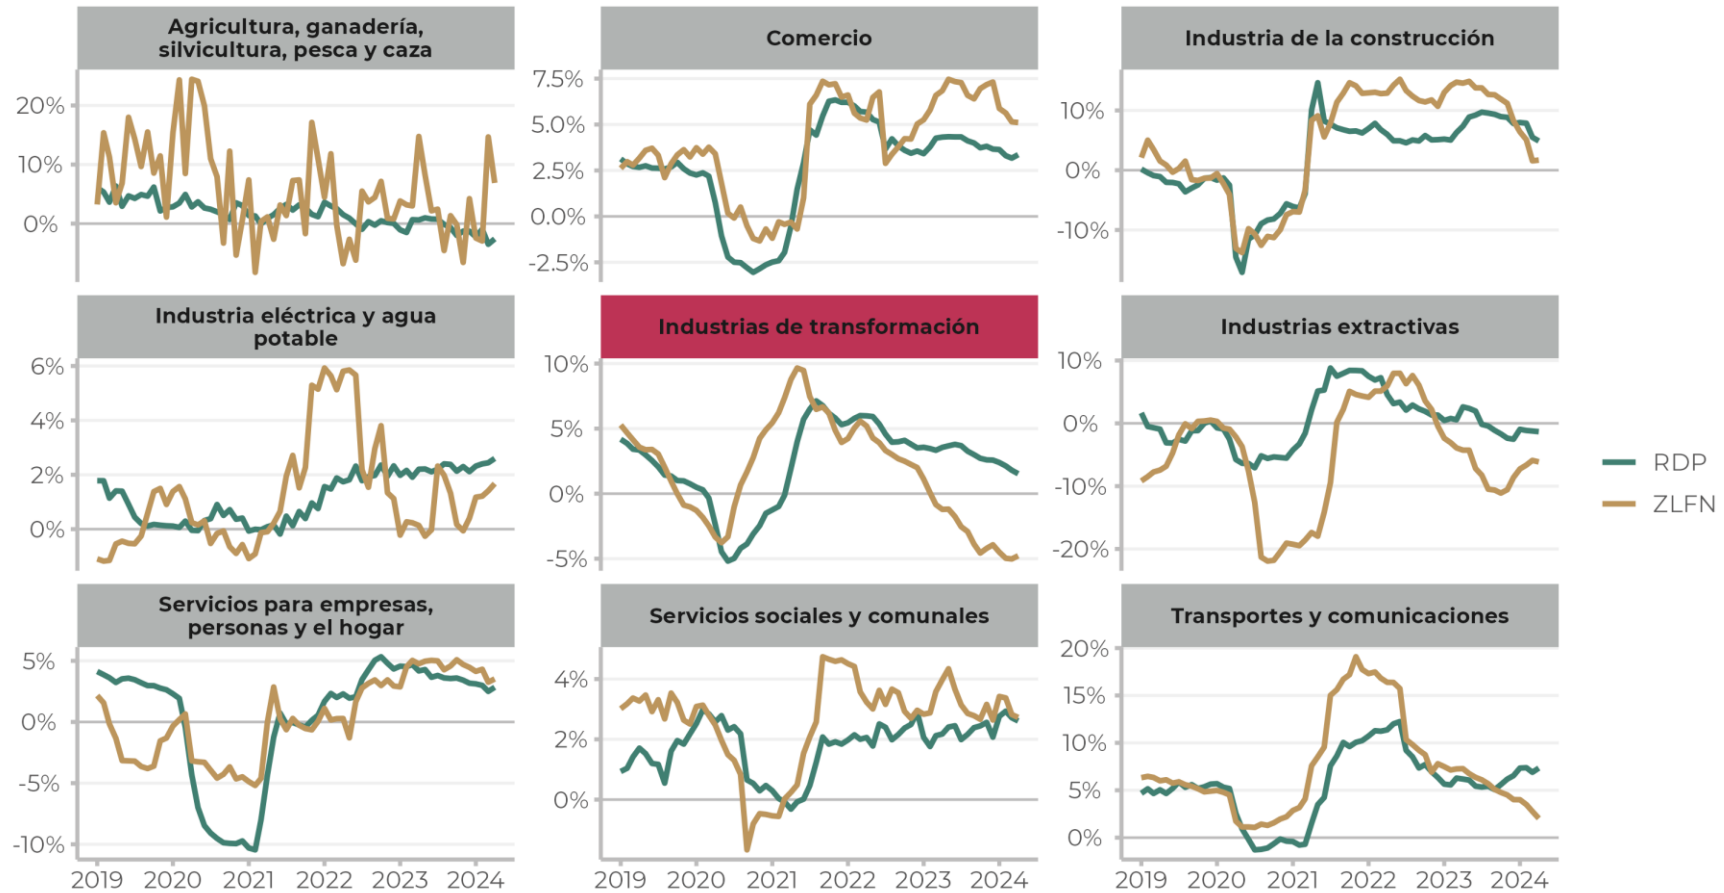 Agricultura, ganadería,
silvicultura, pesca y caza
Comercio
Industria de la construcción
20%
10%
0%
7.5%
5.0%
2.5%
0.0%
-2.5%
10%
0%
-10%
Industria eléctrica y agua
potable
Industrias de transformación
Industrias extractivas
6%
4%
2%
0%
10%
5%
0%
-5%
10%
0%
-10%
-20%
RDP
ZLFN
Servicios para empresas,
personas y el hogar
Servicios sociales y comunales
Transportes y comunicaciones
5%
0%
-5%
-10%
4%
2%
0%
20%
15%
10%
5%
0%
2019 2020 2021 2022 2023 2024
2019 2020 2021 2022 2023 2024
2019 2020 2021 2022 2023 2024